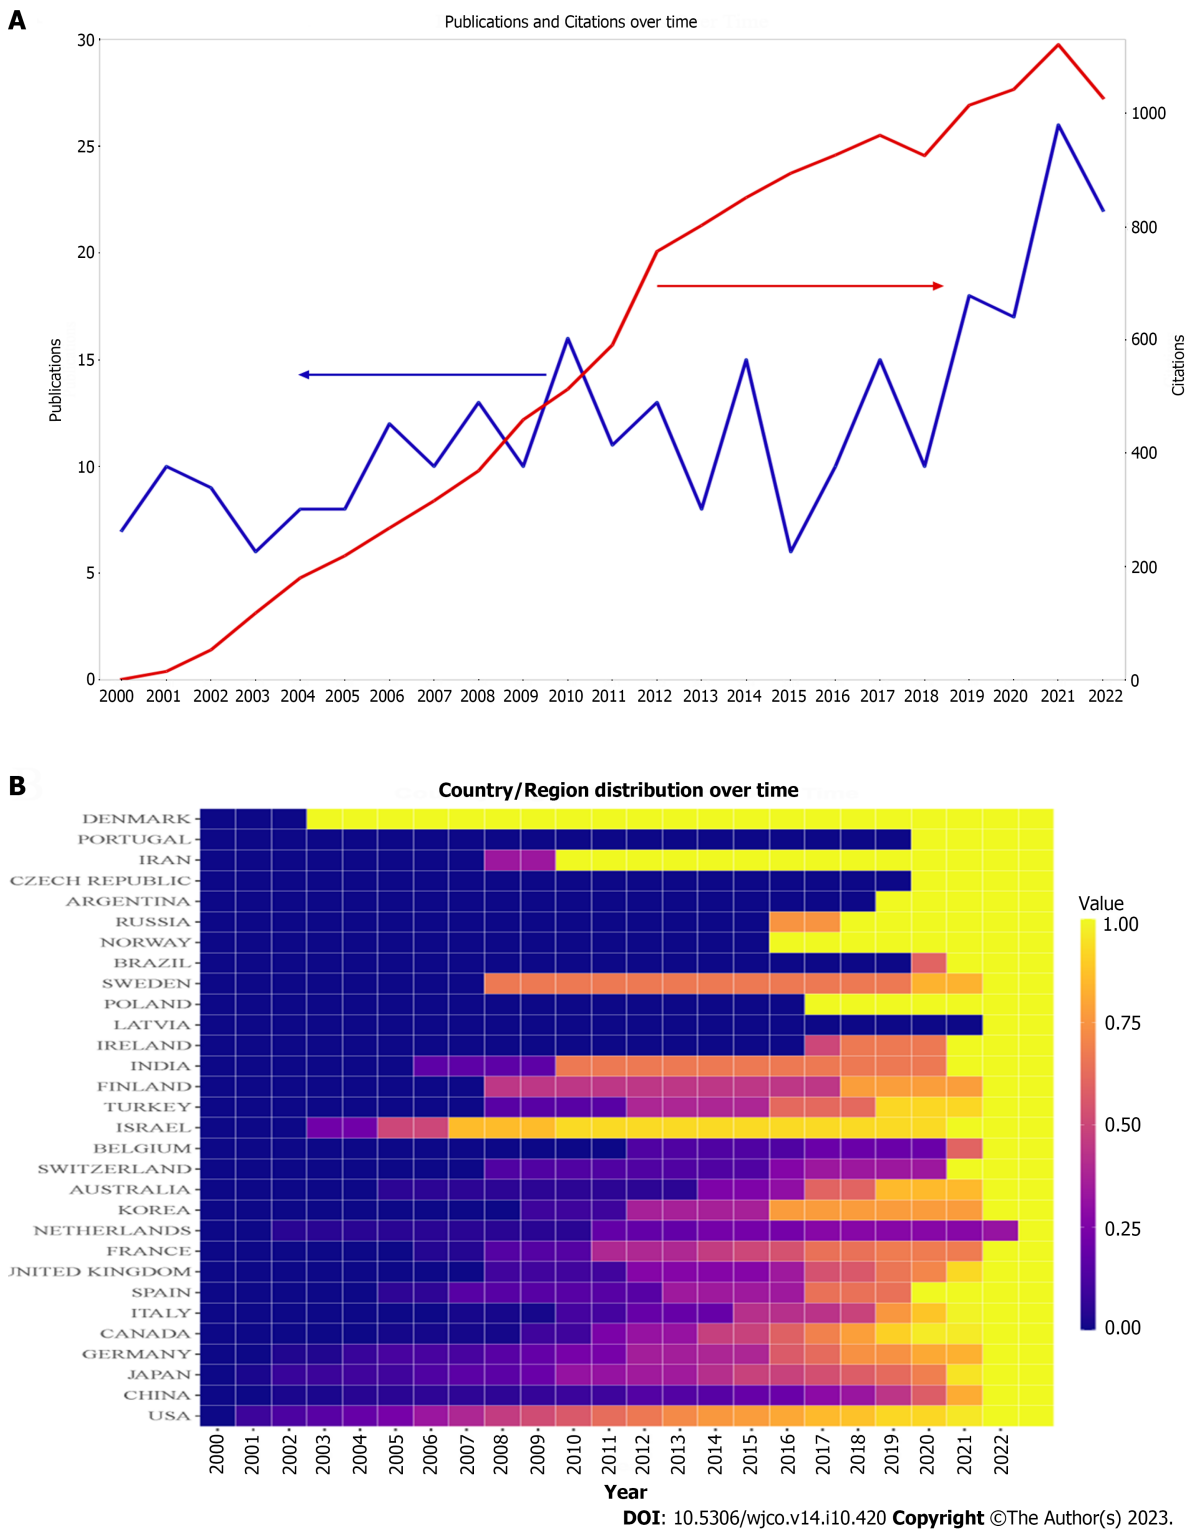 A
Publications and Citations over time
30
25
20
15
10
5
0
Publications
1000
800
600
400
200
0
Citations
2000 2001 2002 2003 2004 2005 2006 2007 2008 2009 2010 2011 2012 2013 2014 2015 2016 2017 2018 2019 2020 2021 2022
B
Country/Region distribution over time
DENMARK
PORTUGAL
IRAN
CZECH REPUBLIC
ARGENTINA
RUSSIA
NORWAY
BRAZIL
SWEDEN
POLAND
LATVIA
IRELAND
INDIA
FINLAND
TURKEY
ISRAEL
BELGIUM
SWITZERLAND
AUSTRALIA
KOREA
NETHERLANDS
FRANCE
UNITED KINGDOM
SPAIN
ITALY
CANADA
GERMANY
JAPAN
CHINA
USA
Value
1.00
0.75
0.50
0.25
0.00
2000 2001 2002 2003 2004 2005 2006 2007 2008 2009 2010 2011 2012 2013 2014 2015 2016 2017 2018 2019 2020 2021 2022
Year
DOI: 10.5306/wjco.v14.i10.420 Copyright ©The Author(s) 2023.